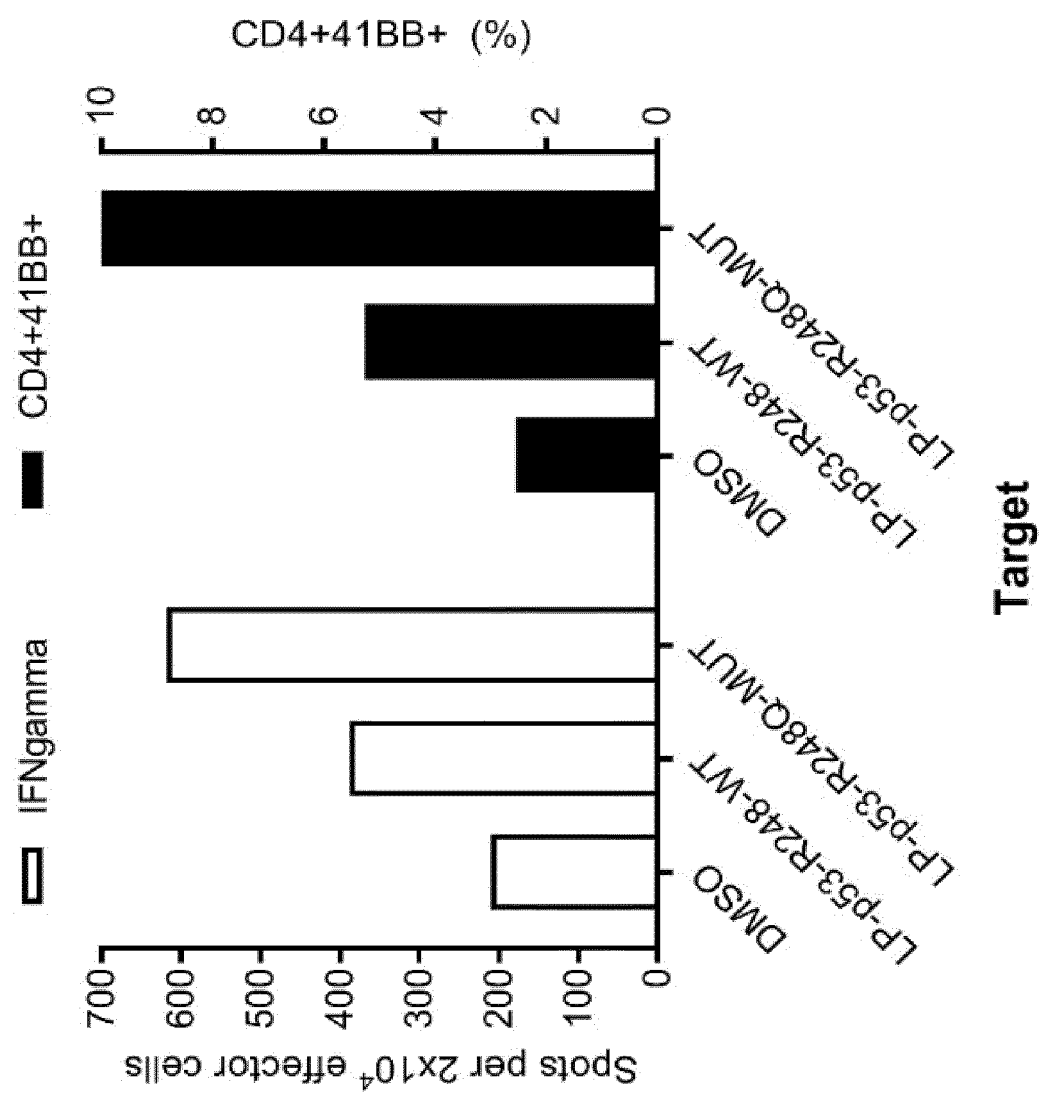 IFNgamma
CD4+41BB+
Spots per 2x10⁴ effector cells
700
600
500
400
300
200
100
0
CD4+41BB+ (%)
10
8
6
4
2
0
DMSO
LP-p53-R248-WT
LP-p53-R248Q-MUT
DMSO
LP-p53-R248-WT
LP-p53-R248Q-MUT
Target